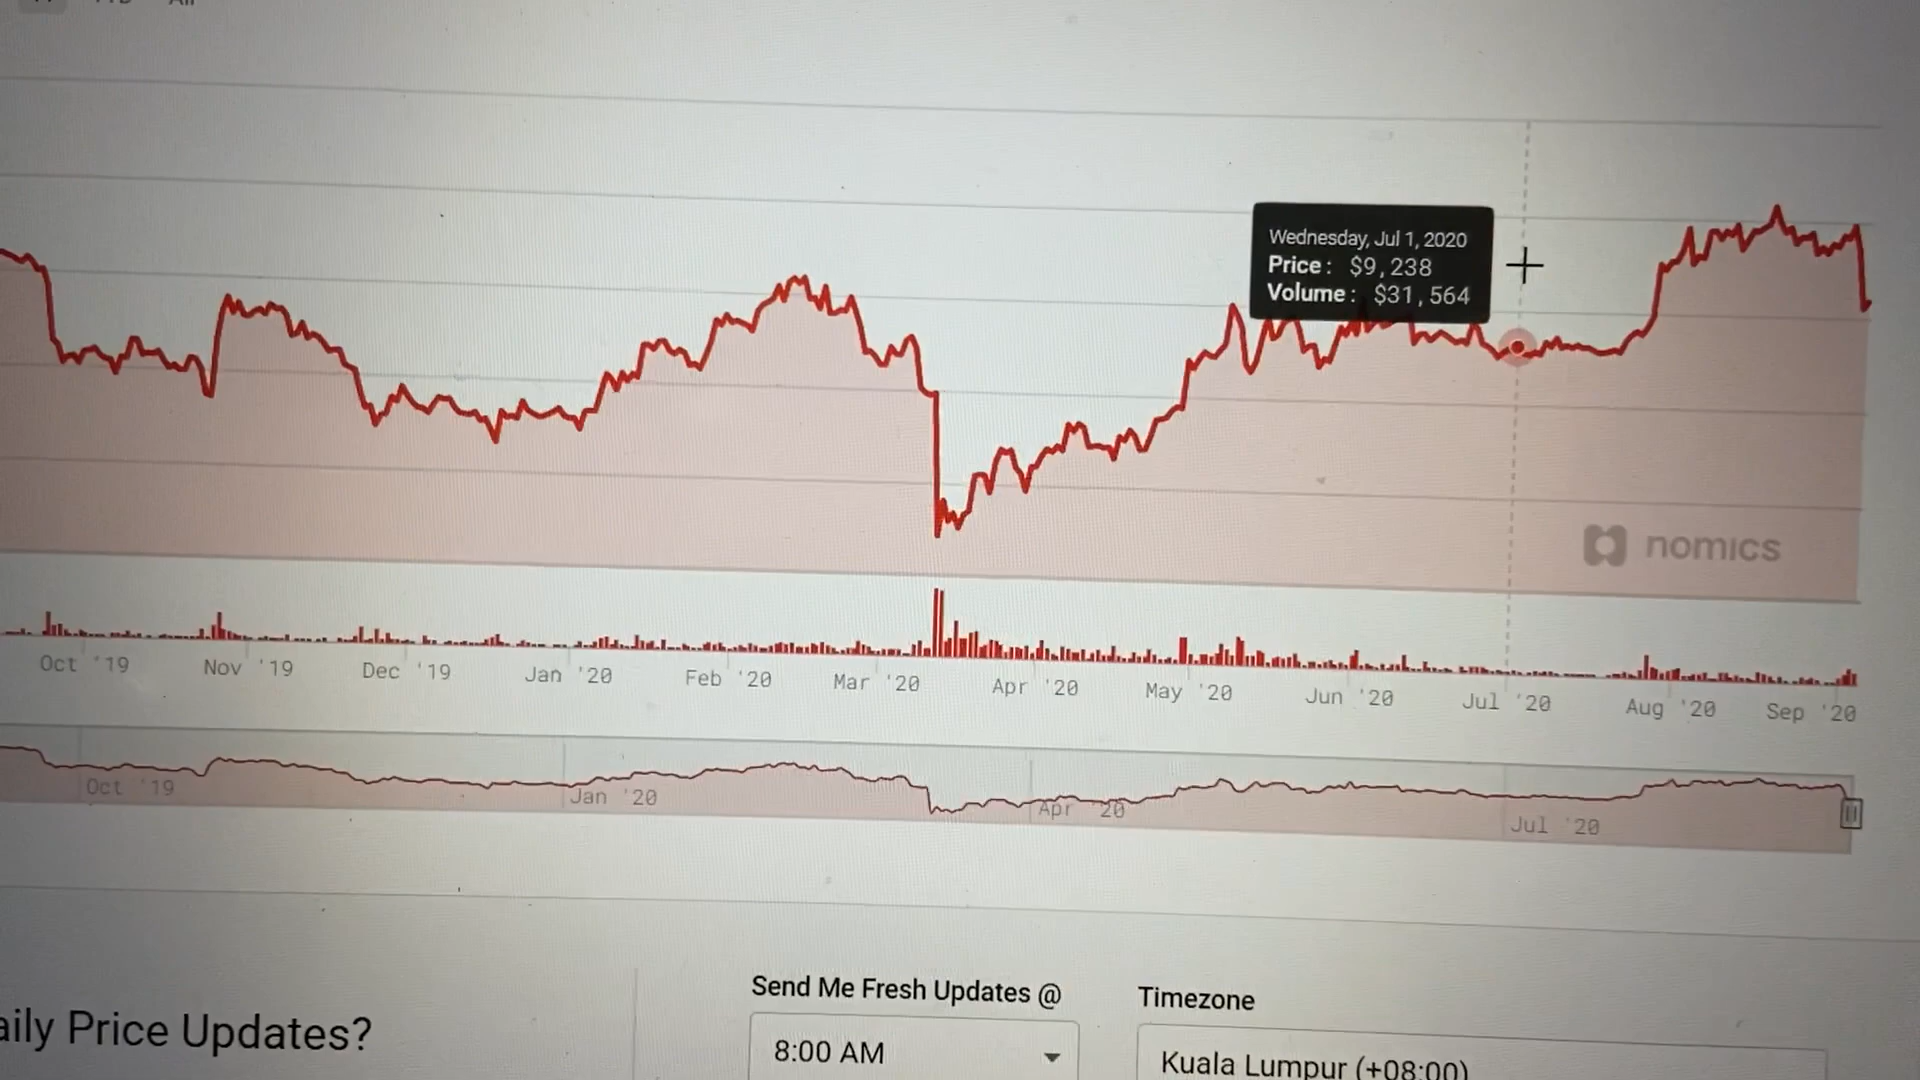 All
Wednesday, Jul 1, 2020
Price: $9,238
Volume: $31,564
nomics
Oct '19 Nov '19 Dec '19 Jan '20 Feb '20 Mar '20 Apr '20 May '20 Jun '20 Jul '20 Aug '20 Sep '20
Oct '19 Jan '20 Apr '20 Jul '20
aily Price Updates?
Send Me Fresh Updates @
8:00 AM
Timezone
Kuala Lumpur (+08:00)